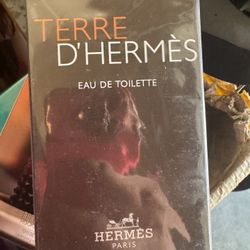 TERRE
D'HERMÈS
EAU DE TOILETTE
HERMÈS
PARIS